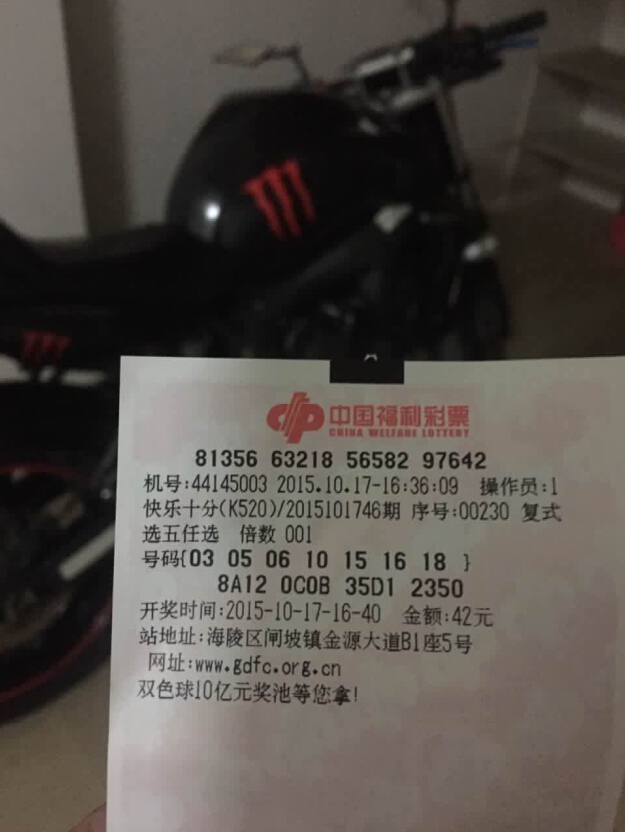 中国福利彩票
CHINA WELFARE LOTTERY
81356 63218 56582 97642
机号:44145003 2015.10.17-16:36:09 操作员:1
快乐十分(K520)/2015101746期 序号:00230 复式
选五任选 倍数 001
号码{03 05 06 10 15 16 18 }
8A12 0C0B 35D1 2350
开奖时间:2015-10-17-16-40 金额:42元
站地址:海陵区闸坡镇金源大道B1座5号
网址:www.gdfc.org.cn
双色球10亿元奖池等您拿!